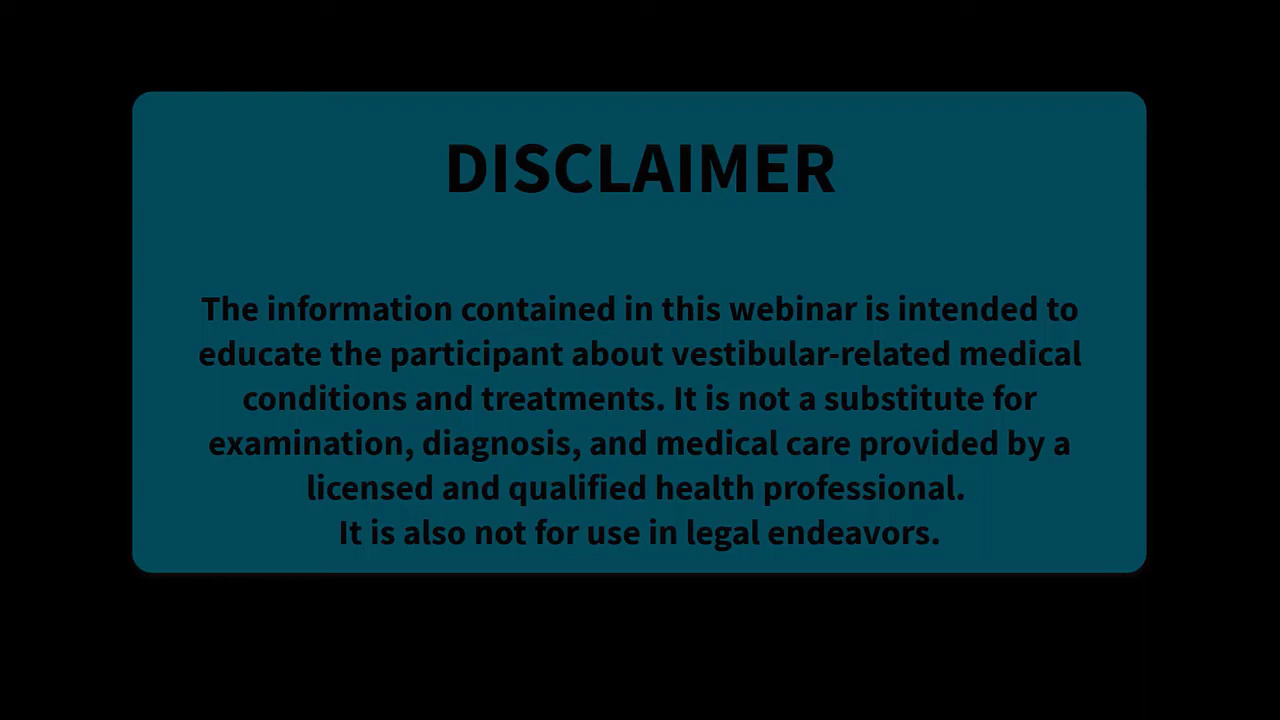 DISCLAIMER
The information contained in this webinar is intended to
educate the participant about vestibular-related medical
conditions and treatments. It is not a substitute for
examination, diagnosis, and medical care provided by a
licensed and qualified health professional.
It is also not for use in legal endeavors.